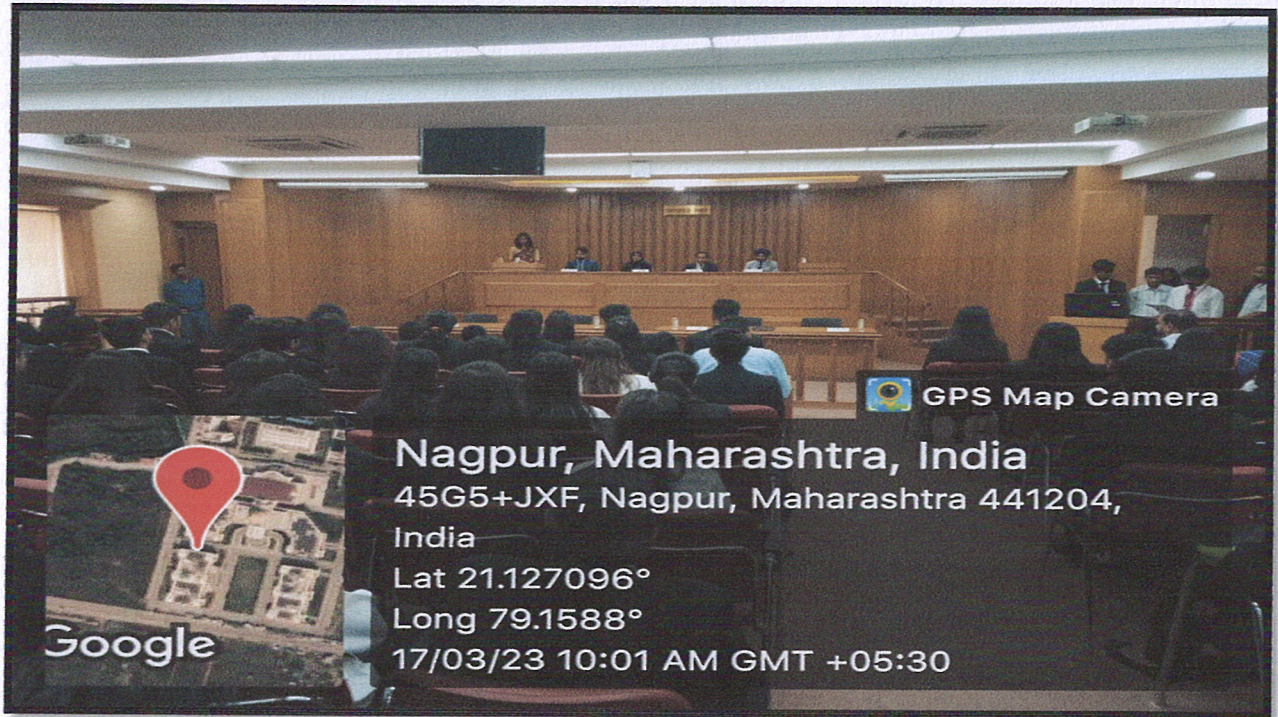 GPS Map Camera
Nagpur, Maharashtra, India
45G5+JXF, Nagpur, Maharashtra 441204,
India
Lat 21.127096°
Long 79.1588°
17/03/23 10:01 AM GMT +05:30
Google